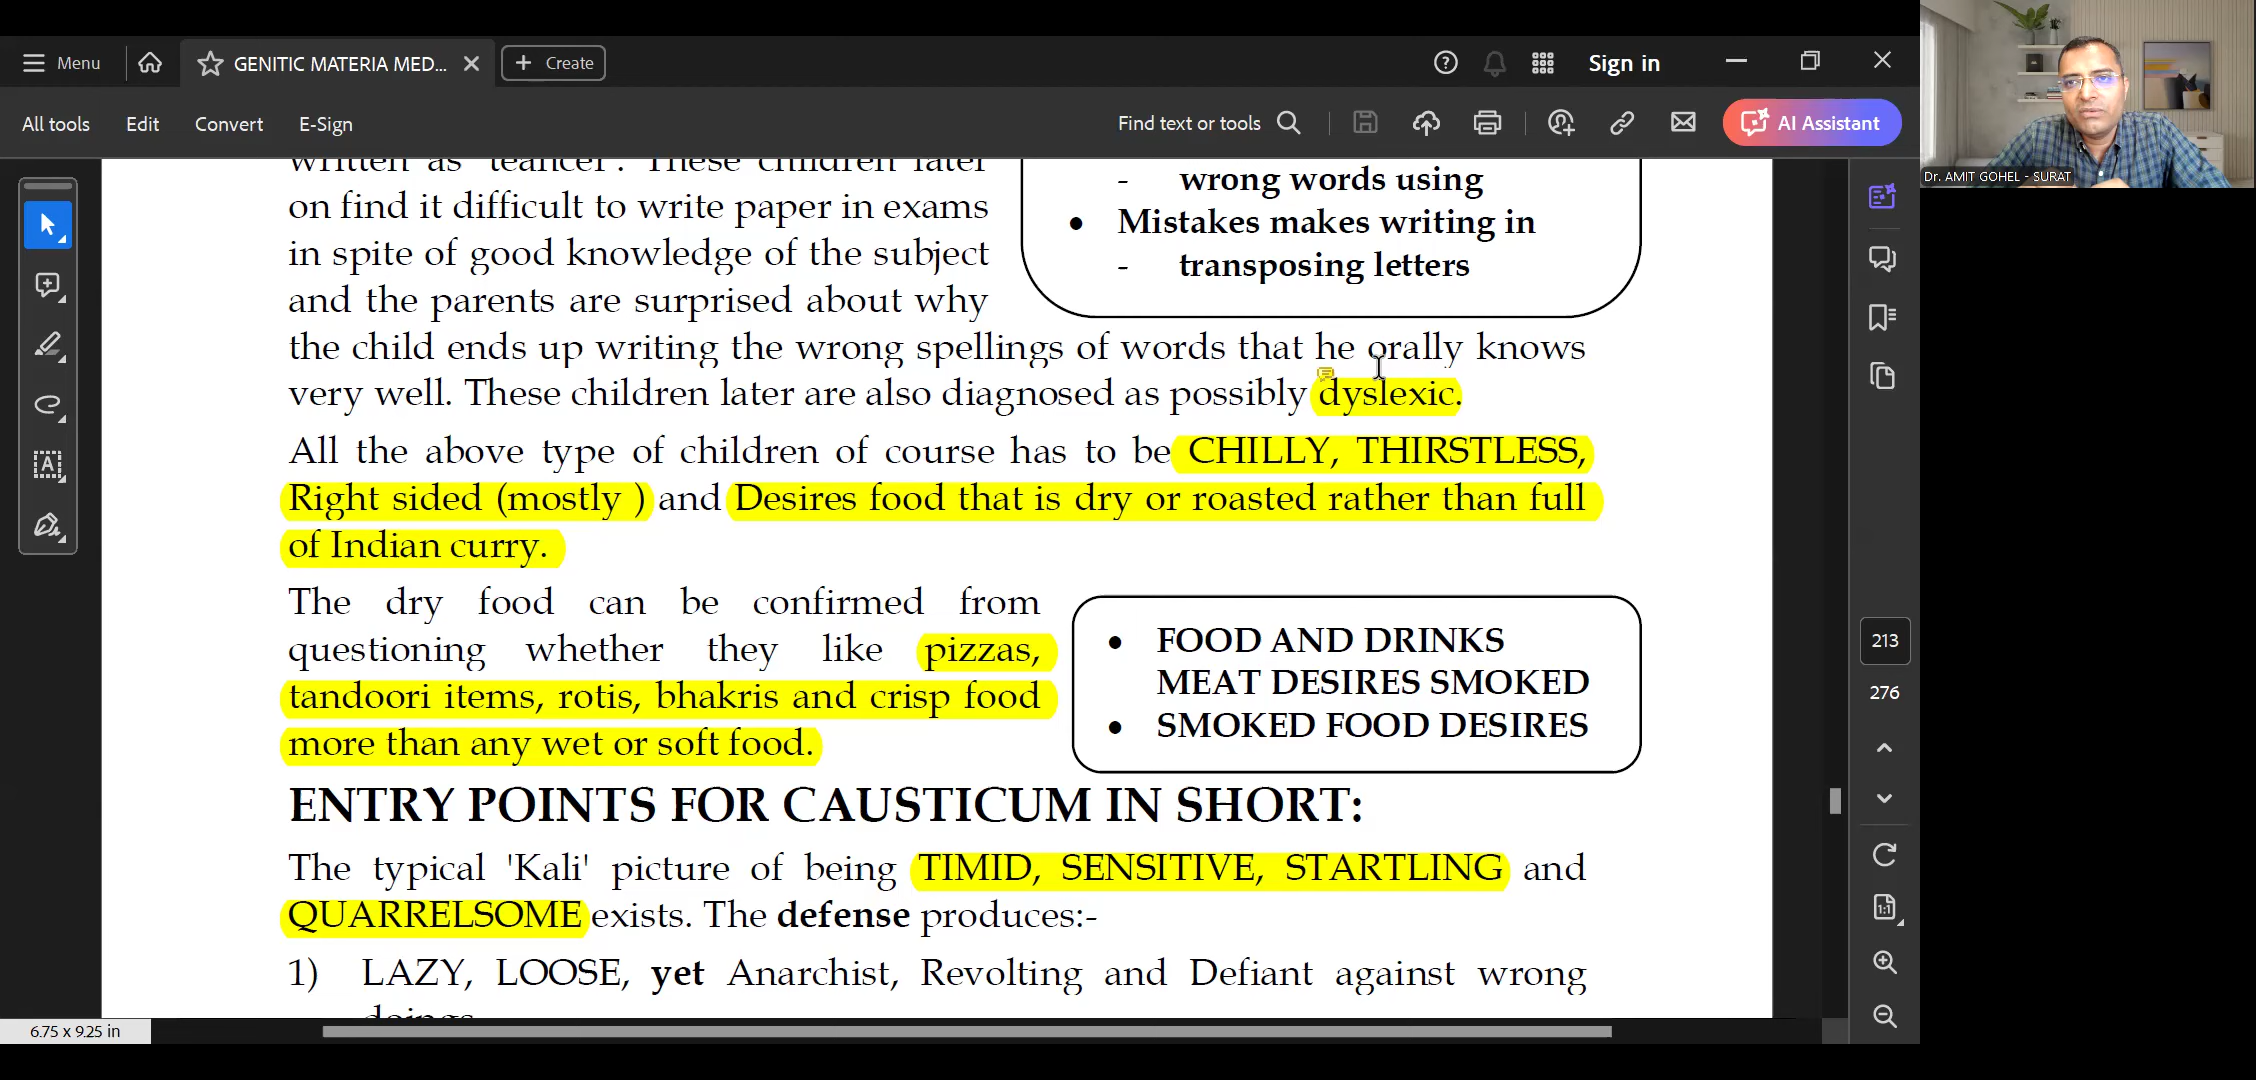 Menu
GENITIC MATERIA MED...
Create
Sign in
All tools
Edit
Convert
E-Sign
Find text or tools
AI Assistant
Dr. AMIT GOHEL - SURAT
written as 'teancer'. These children later
on find it difficult to write paper in exams
in spite of good knowledge of the subject
and the parents are surprised about why
the child ends up writing the wrong spellings of words that he orally knows
very well. These children later are also diagnosed as possibly dyslexic.
- wrong words using
• Mistakes makes writing in
- transposing letters
All the above type of children of course has to be CHILLY, THIRSTLESS,
Right sided (mostly ) and Desires food that is dry or roasted rather than full
of Indian curry.
The dry food can be confirmed from
questioning whether they like pizzas,
tandoori items, rotis, bhakris and crisp food
more than any wet or soft food.
• FOOD AND DRINKS
MEAT DESIRES SMOKED
• SMOKED FOOD DESIRES
ENTRY POINTS FOR CAUSTICUM IN SHORT:
The typical 'Kali' picture of being TIMID, SENSITIVE, STARTLING and
QUARRELSOME exists. The defense produces:-
1) LAZY, LOOSE, yet Anarchist, Revolting and Defiant against wrong
doings
213
276
1:1
6.75 x 9.25 in